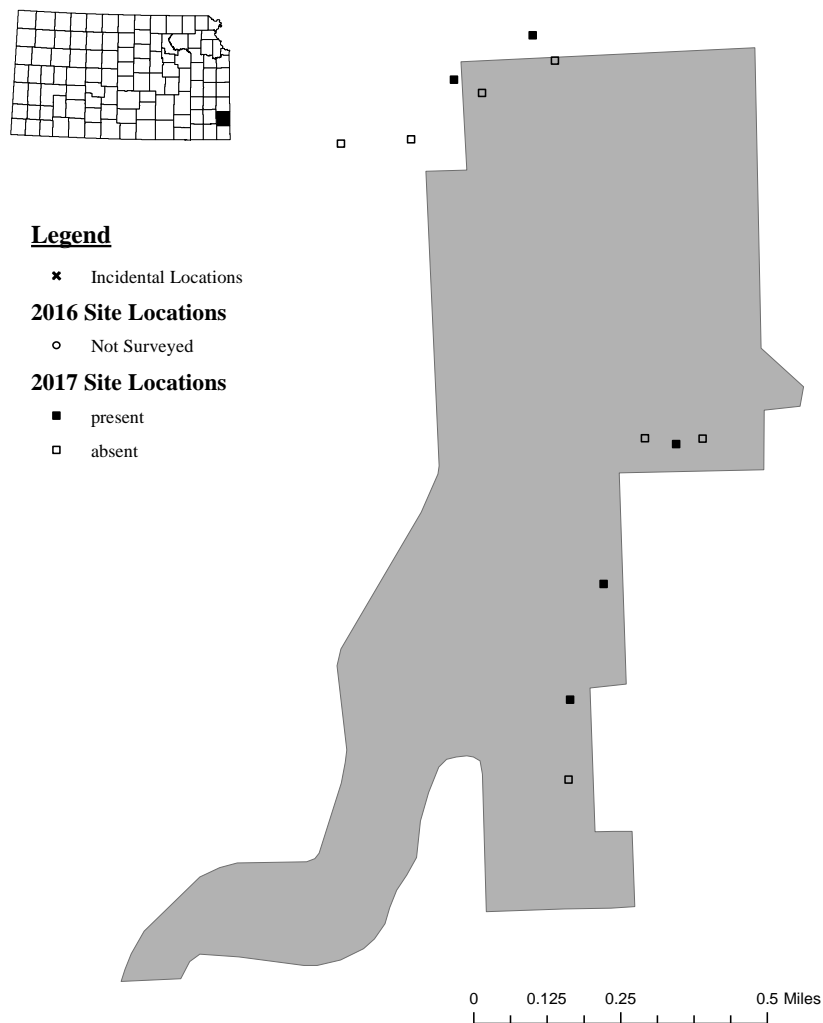 Legend
Incidental Locations
2016 Site Locations
Not Surveyed
2017 Site Locations
present
absent
0 0.125 0.25 0.5 Miles